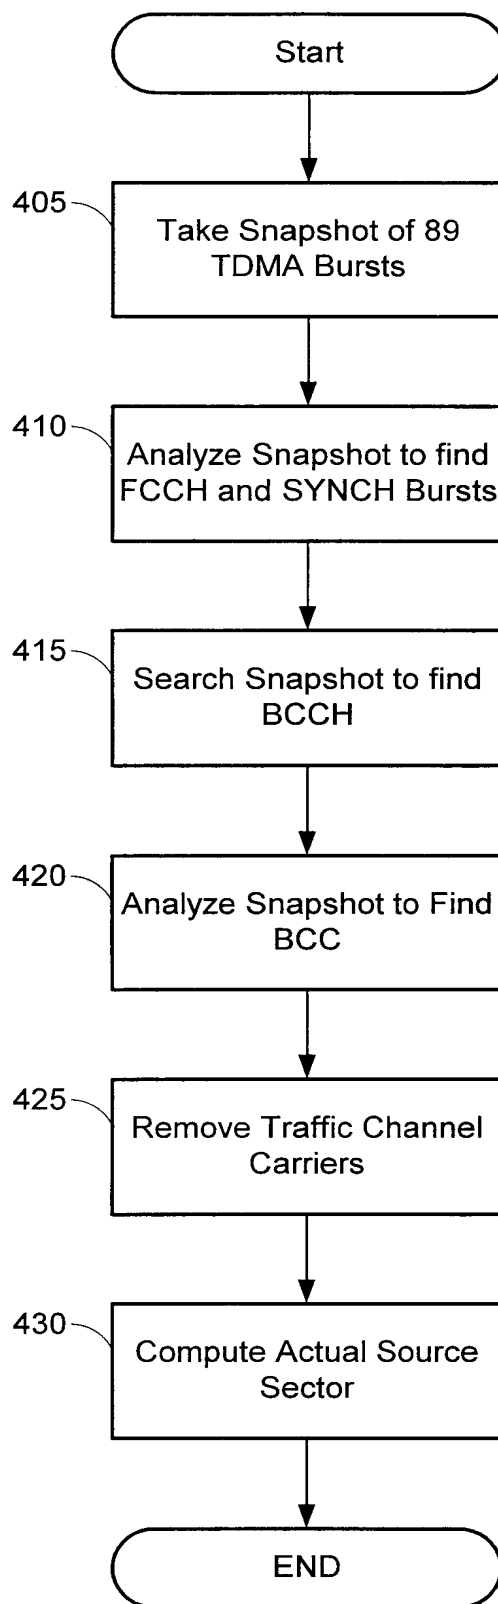 Start
405
Take Snapshot of 89
TDMA Bursts
410
Analyze Snapshot to find
FCCH and SYNCH Bursts
415
Search Snapshot to find
BCCH
420
Analyze Snapshot to Find
BCC
425
Remove Traffic Channel
Carriers
430
Compute Actual Source
Sector
END